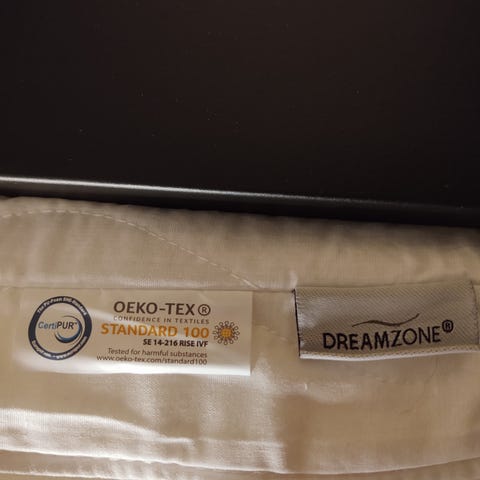 CertiPUR™
OEKO-TEX®
CONFIDENCE IN TEXTILES
STANDARD 100
SE 14-216 RISE IVF
Tested for harmful substances
www.oeko-tex.com/standard100
DREAMZONE®